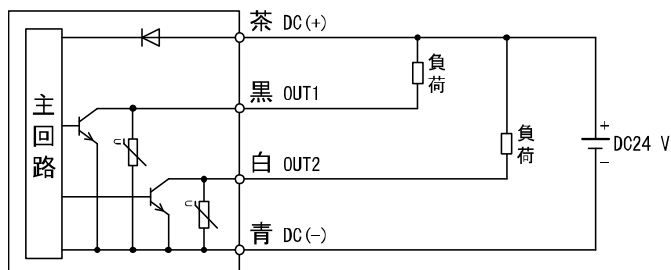 茶 DC(+)
主回路
負荷
黒 OUT1
負荷
白 OUT2
+
DC24 V
−
青 DC(−)
U
U